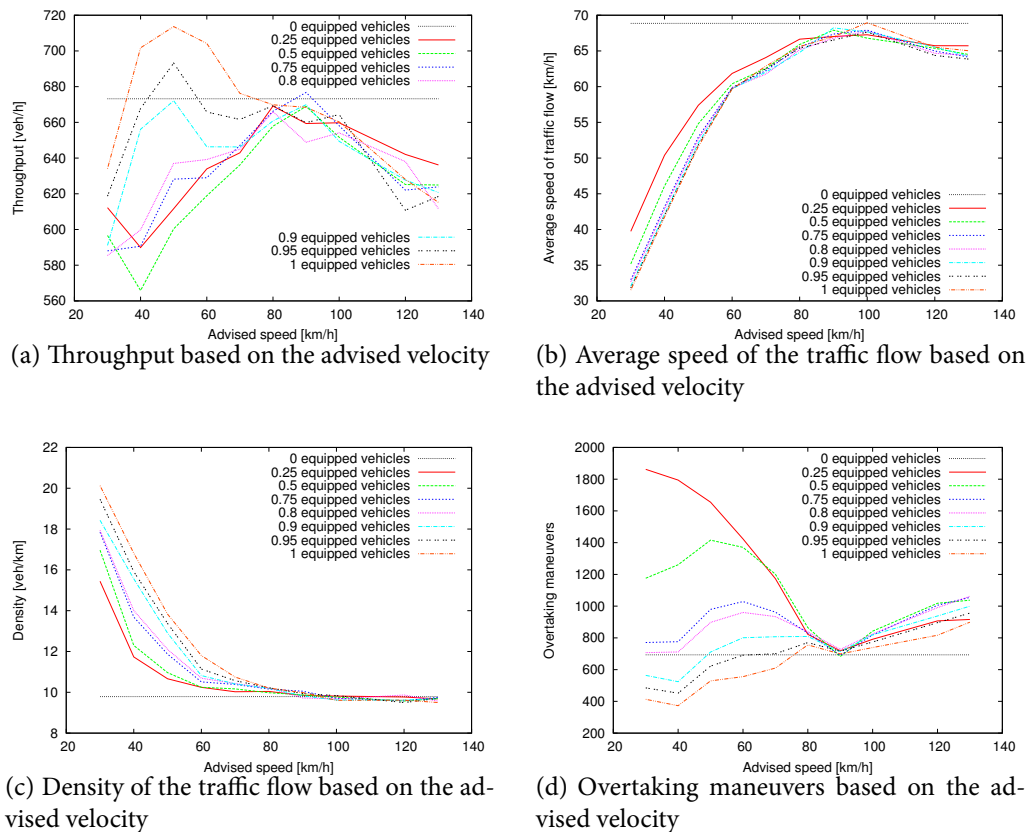 720
700
680
660
640
620
600
580
560
20
40
60
80
100
120
140
Throughput [veh/h]
Advised speed [km/h]
0 equipped vehicles
0.25 equipped vehicles
0.5 equipped vehicles
0.75 equipped vehicles
0.8 equipped vehicles
0.9 equipped vehicles
0.95 equipped vehicles
1 equipped vehicles
(a) Throughput based on the advised velocity
70
65
60
55
50
45
40
35
30
20
40
60
80
100
120
140
Average speed of traffic flow [km/h]
Advised speed [km/h]
0 equipped vehicles
0.25 equipped vehicles
0.5 equipped vehicles
0.75 equipped vehicles
0.8 equipped vehicles
0.9 equipped vehicles
0.95 equipped vehicles
1 equipped vehicles
(b) Average speed of the traffic flow based on
the advised velocity
22
20
18
16
14
12
10
8
20
40
60
80
100
120
140
Density [veh/km]
Advised speed [km/h]
0 equipped vehicles
0.25 equipped vehicles
0.5 equipped vehicles
0.75 equipped vehicles
0.8 equipped vehicles
0.9 equipped vehicles
0.95 equipped vehicles
1 equipped vehicles
(c) Density of the traffic flow based on the ad-
vised velocity
2000
1800
1600
1400
1200
1000
800
600
400
200
20
40
60
80
100
120
140
Overtaking maneuvers
Advised speed [km/h]
0 equipped vehicles
0.25 equipped vehicles
0.5 equipped vehicles
0.75 equipped vehicles
0.8 equipped vehicles
0.9 equipped vehicles
0.95 equipped vehicles
1 equipped vehicles
(d) Overtaking maneuvers based on the ad-
vised velocity